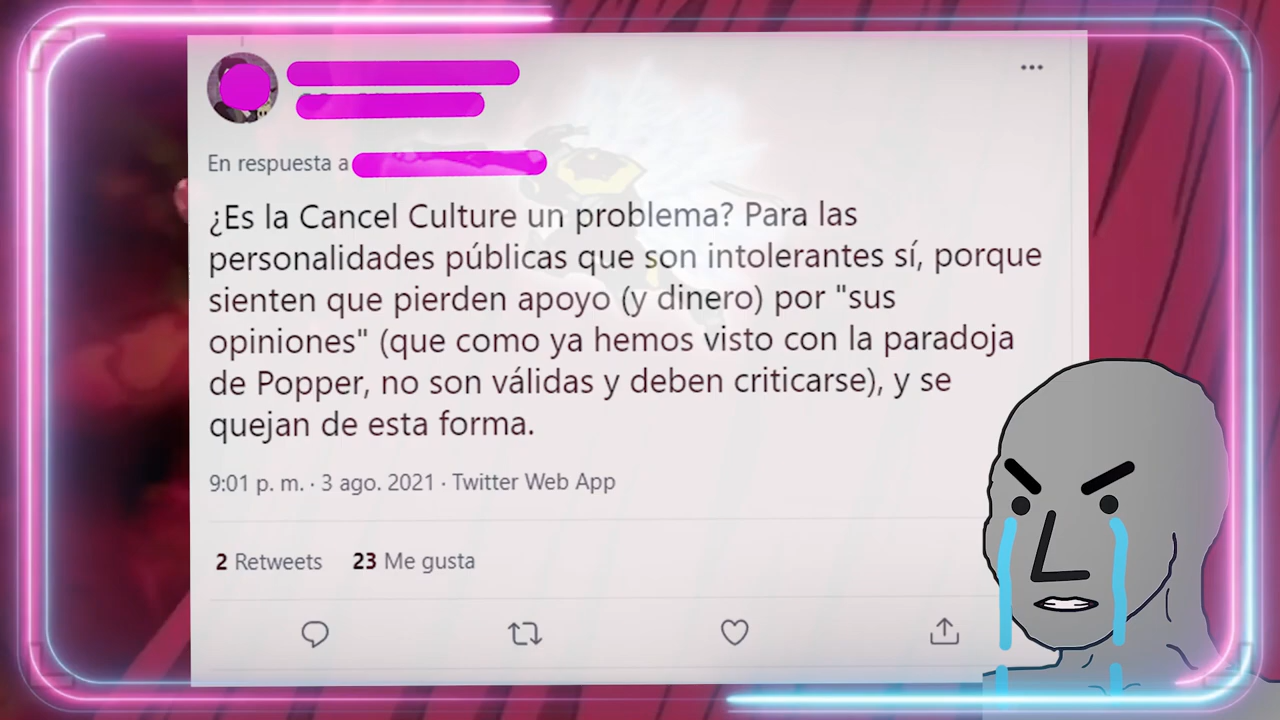 En respuesta a
¿Es la Cancel Culture un problema? Para las
personalidades públicas que son intolerantes sí, porque
sienten que pierden apoyo (y dinero) por "sus
opiniones" (que como ya hemos visto con la paradoja
de Popper, no son válidas y deben criticarse), y se
quejan de esta forma.
9:01 p. m. · 3 ago. 2021 · Twitter Web App
2 Retweets 23 Me gusta